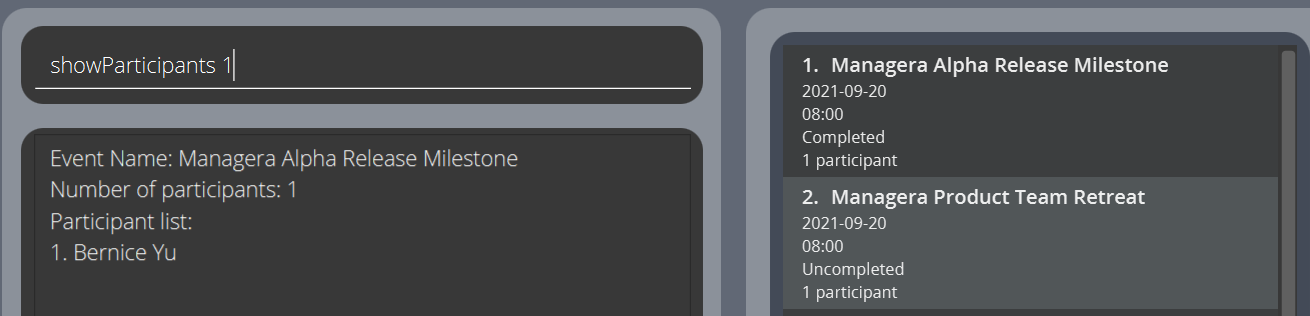 showParticipants 1
Event Name: Managera Alpha Release Milestone
Number of participants: 1
Participant list:
1. Bernice Yu
1. Managera Alpha Release Milestone
2021-09-20
08:00
Completed
1 participant
2. Managera Product Team Retreat
2021-09-20
08:00
Uncompleted
1 participant